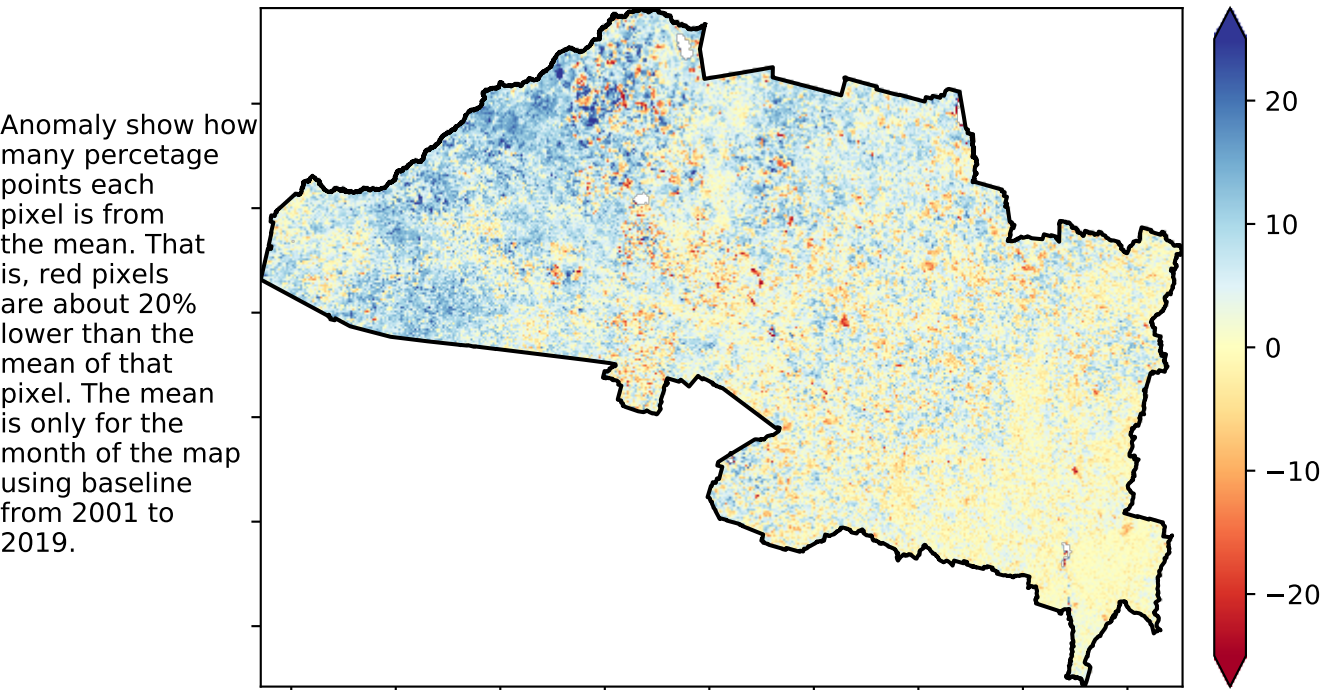 Anomaly show how
many percetage
points each
pixel is from
the mean. That
is, red pixels
are about 20%
lower than the
mean of that
pixel. The mean
is only for the
month of the map
using baseline
from 2001 to
2019.
20
10
0
−10
−20